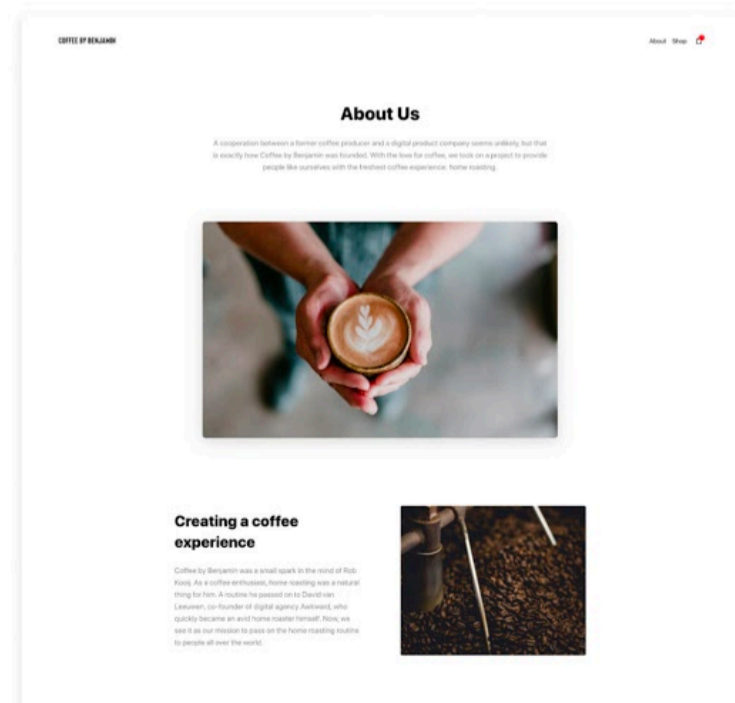 COFFEE BY BENJAMIN
About Shop
About Us
A cooperation between a former coffee producer and a digital product company seems unlikely, but that
is exactly how Coffee by Benjamin was founded. With the love for coffee, we took on a project to provide
people like ourselves with the freshest coffee experience: home roasting.
Creating a coffee
experience
Coffee by Benjamin was a small spark in the mind of Rob
Kooij. As a coffee enthusiast, home roasting was a natural
thing for him. A routine he passed on to David van
Leeuwen, co-founder of digital agency Awkward, who
quickly became an avid home roaster himself. Now, we
see it as our mission to pass on the home roasting routine
to people all over the world.